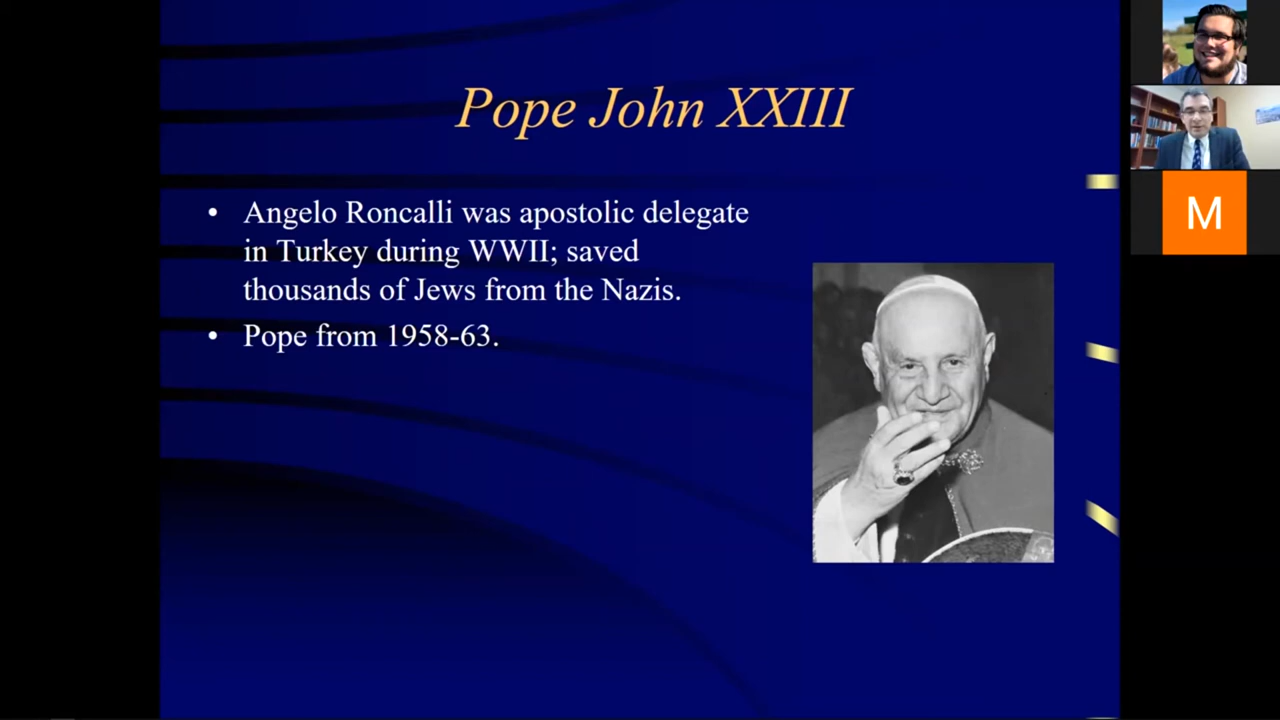 Pope John XXIII
• Angelo Roncalli was apostolic delegate
in Turkey during WWII; saved
thousands of Jews from the Nazis.
• Pope from 1958-63.
M